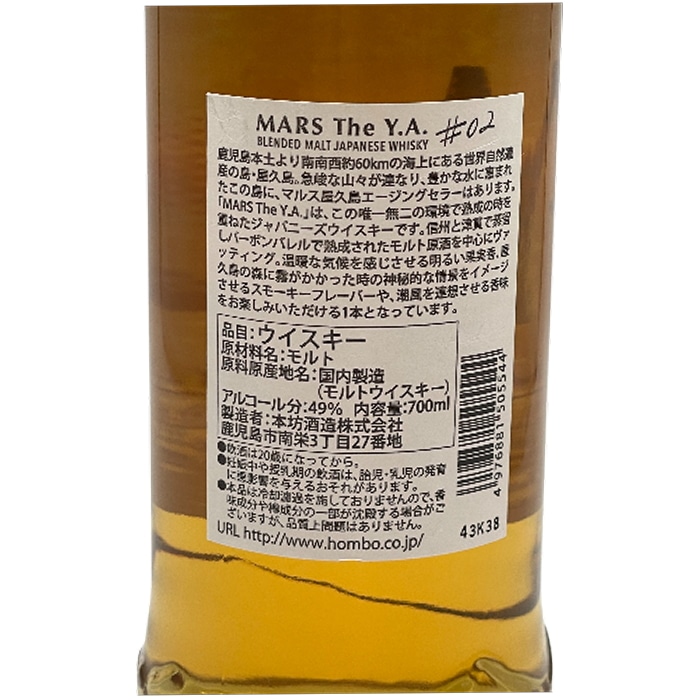 MARS The Y.A. #02
BLENDED MALT JAPANESE WHISKY
鹿児島本土より南南西約60kmの海上にある世界自然遺
産の島・屋久島。急峻な山々が連なり、豊かな水に恵まれ
たこの島に、マルス屋久島エージングセラーはあります。
「MARS The Y.A.」は、この唯一無二の環境で熟成の時を
重ねたジャパニーズウイスキーです。信州と津貫で蒸留
しバーボンバレルで熟成されたモルト原酒を中心にヴァ
ッティング。温暖な気候を感じさせる明るい果実香、屋
久島の森に霧がかかった時の神秘的な情景をイメージ
させるスモーキーフレーバーや、潮風を連想させる香味
をお楽しみいただける1本となっています。
品目:ウイスキー
原材料名:モルト
原料原産地名:国内製造
(モルトウイスキー)
アルコール分:49% 内容量:700ml
製造者:本坊酒造株式会社
鹿児島市南栄3丁目27番地
●飲酒は20歳になってから。
●妊娠中や授乳期の飲酒は、胎児・乳児の発育
に悪影響を与えるおそれがあります。
●本品は冷却濾過を施しておりませんので、香
味成分や樽成分の一部が沈殿する場合がご
ざいますが、品質上問題はありません。
URL http://www.hombo.co.jp/
4 976881 505544
43K38